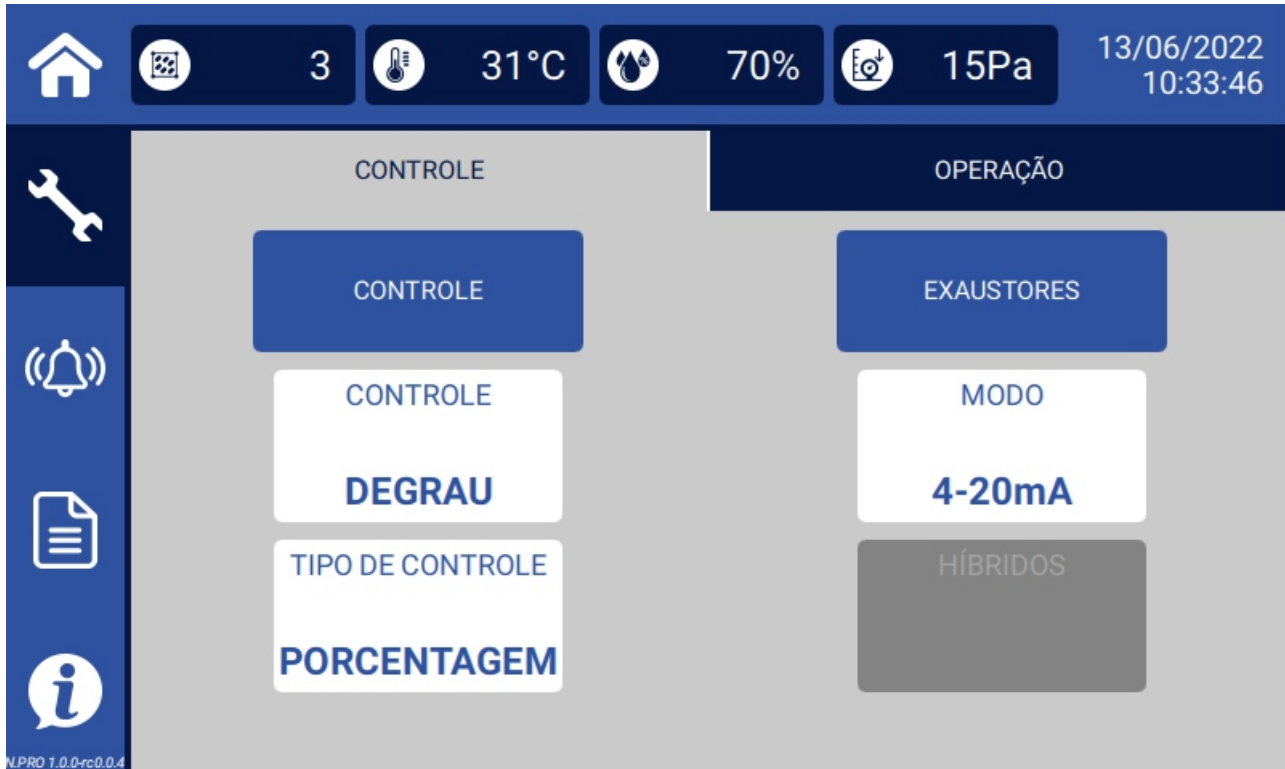 3
31°C
70%
15Pa
13/06/2022
10:33:46
CONTROLE
OPERAÇÃO
CONTROLE
EXAUSTORES
CONTROLE
DEGRAU
MODO
4-20mA
TIPO DE CONTROLE
PORCENTAGEM
HÍBRIDOS
N.PRO 1.0.0-rc0.0.4